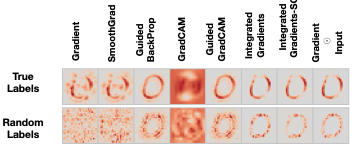 Gradient
SmoothGrad
Guided
BackProp
GradCAM
Guided
GradCAM
Integrated
Gradients
Integrated
Gradients-SG
Gradient
⊙
Input
True
Labels
Random
Labels